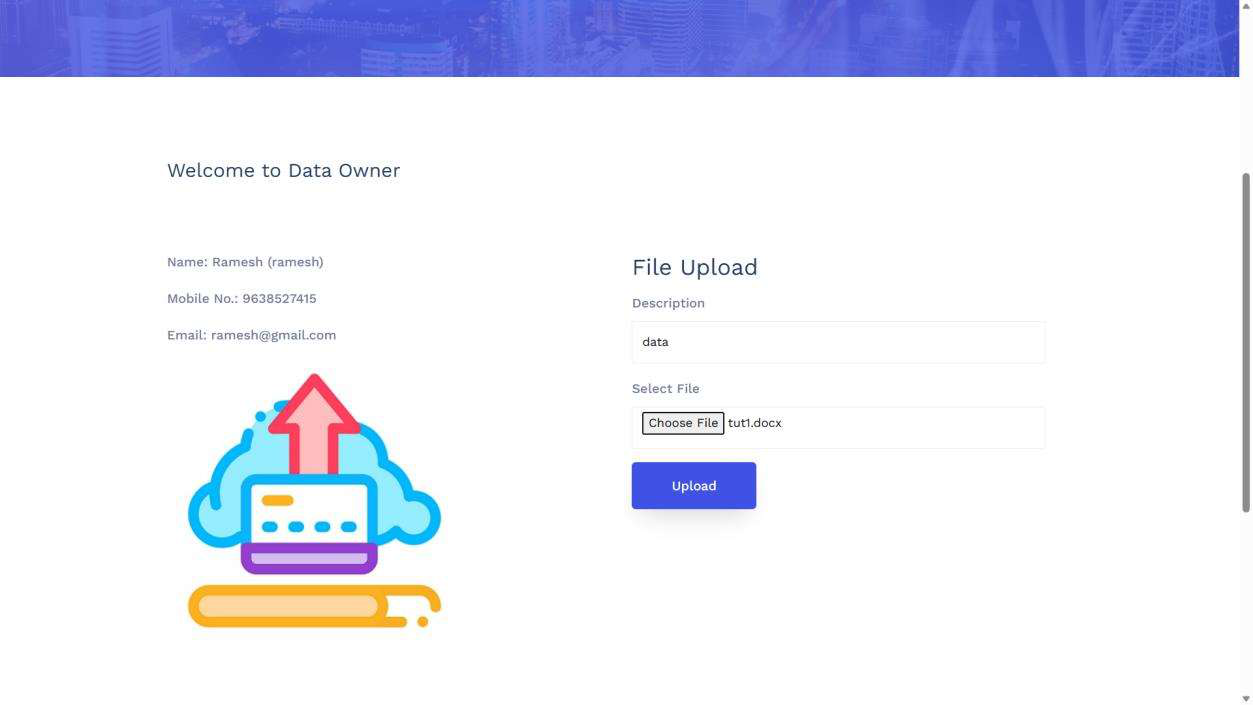 Welcome to Data Owner
Name: Ramesh (ramesh)
Mobile No.: 9638527415
Email: ramesh@gmail.com
File Upload
Description
data
Select File
Choose File tut1.docx
Upload